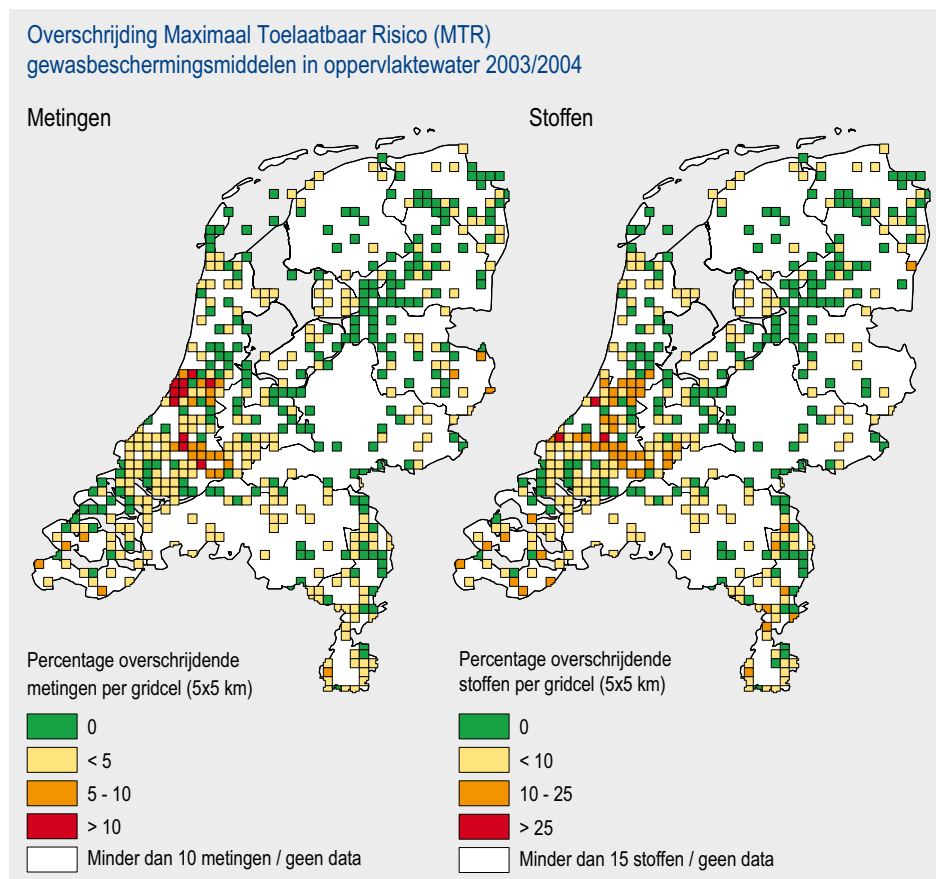 Overschrijding Maximaal Toelaatbaar Risico (MTR)
gewasbeschermingsmiddelen in oppervlaktewater 2003/2004
Metingen
Stoffen
Percentage overschrijdende
metingen per gridcel (5x5 km)
0
< 5
5 - 10
> 10
Minder dan 10 metingen / geen data
Percentage overschrijdende
stoffen per gridcel (5x5 km)
0
< 10
10 - 25
> 25
Minder dan 15 stoffen / geen data